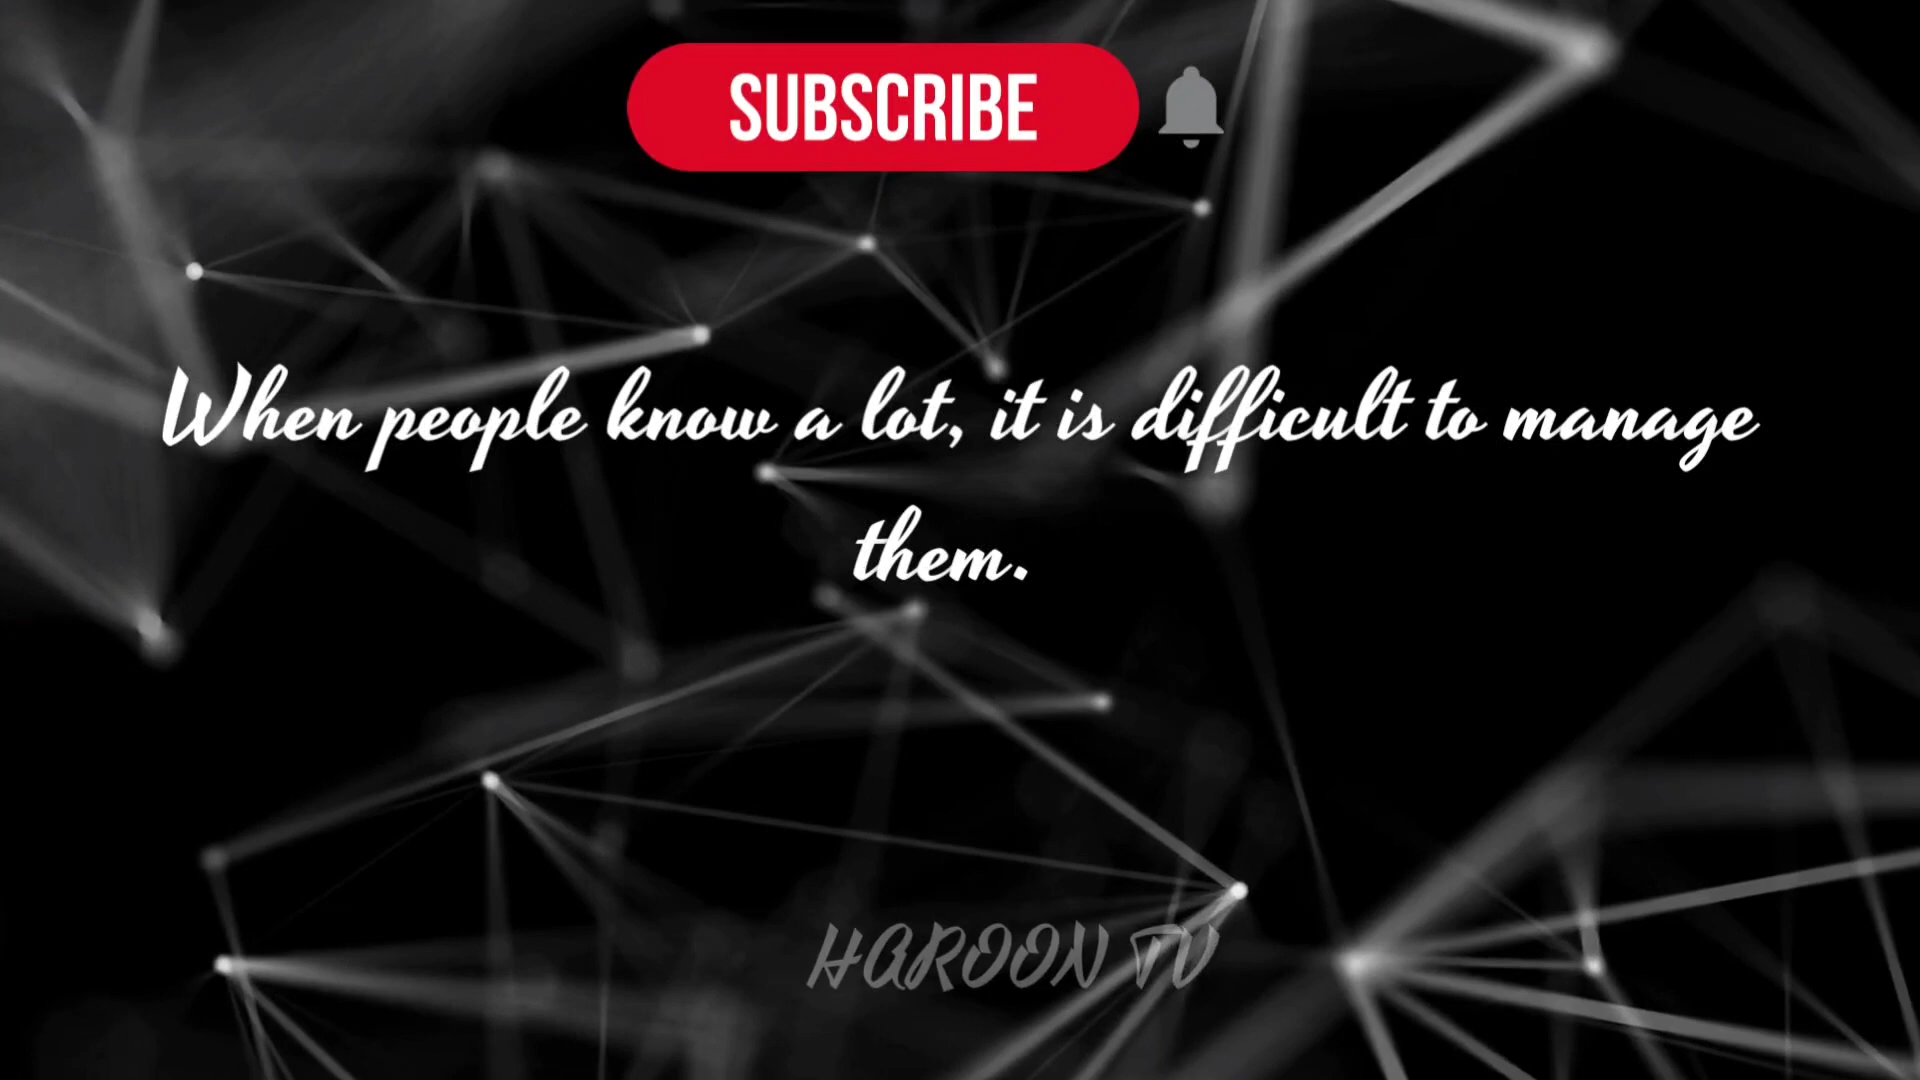 SUBSCRIBE
When people know a lot, it is difficult to manage
them.
HAROON TV